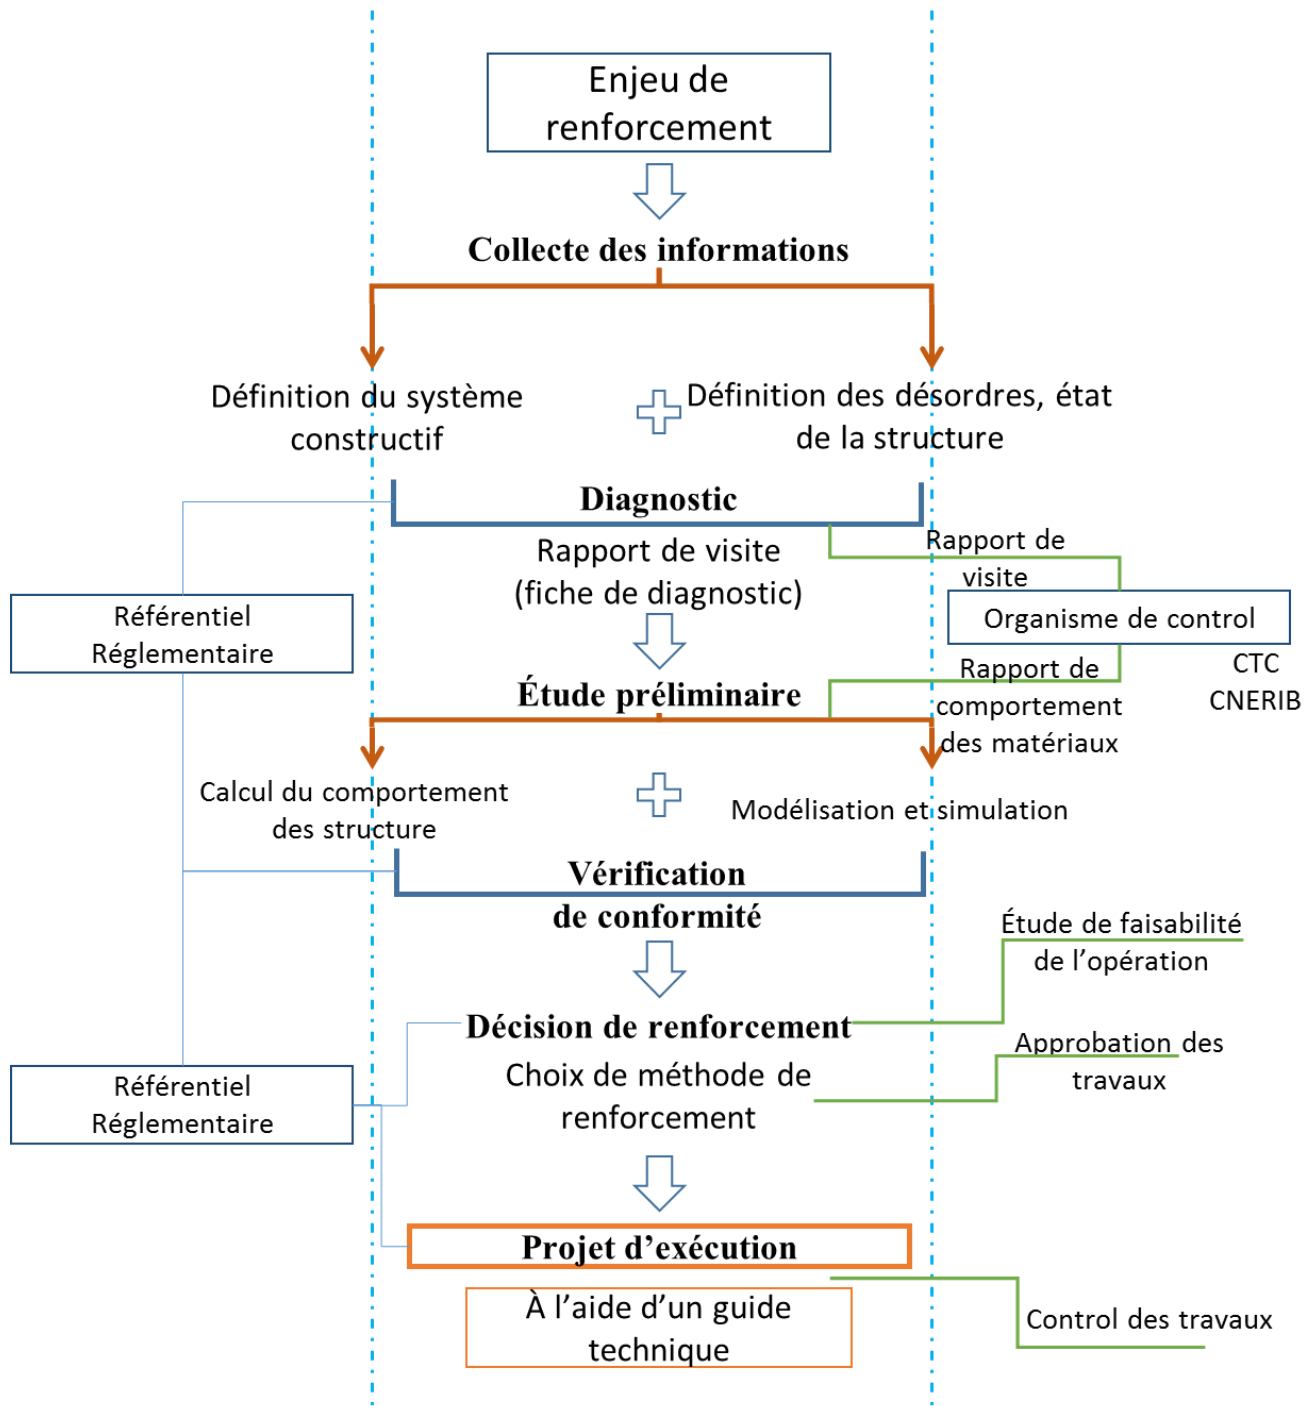 Enjeu de
renforcement
Collecte des informations
Définition du système
constructif
Définition des désordres, état
de la structure
Diagnostic
Rapport de visite
(fiche de diagnostic)
Rapport de
visite
Référentiel
Réglementaire
Organisme de control
CTC
CNERIB
Rapport de
comportement
des matériaux
Étude préliminaire
Calcul du comportement
des structure
Modélisation et simulation
Vérification
de conformité
Étude de faisabilité
de l’opération
Décision de renforcement
Choix de méthode de
renforcement
Approbation des
travaux
Référentiel
Réglementaire
Projet d’exécution
À l’aide d’un guide
technique
Control des travaux